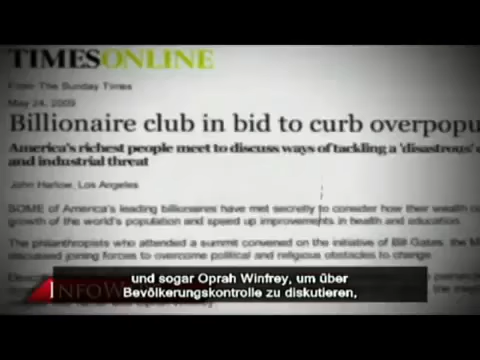 TIMESONLINE
From The Sunday Times
May 24, 2009
Billionaire club in bid to curb overpopu
America's richest people meet to discuss ways of tackling a 'disastrous'
and industrial threat
John Harlow, Los Angeles
SOME of America's leading billionaires have met secretly to consider how their wealth
growth of the world's population and speed up improvements in health and education.
The philanthropists who attended a summit convened on the initiative of Bill Gates, the
discussed joining forces to overcome political and religious obstacles to change.
und sogar Oprah Winfrey, um über
Bevölkerungskontrolle zu diskutieren,
INFOW